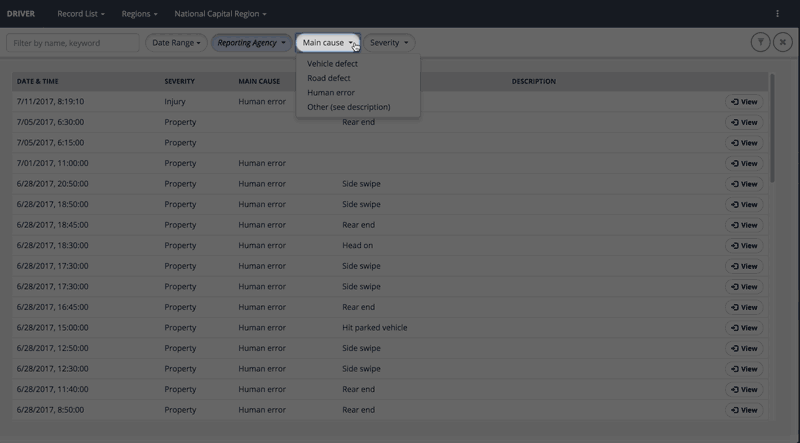 DRIVER Record List Regions National Capital Region
Filter by name, keyword Date Range Reporting Agency Main cause Severity
Vehicle defect
Road defect
Human error
Other (see description)
DATE & TIME SEVERITY MAIN CAUSE DESCRIPTION
7/11/2017, 8:19:10 Injury Human error View
7/05/2017, 6:30:00 Property Rear end View
7/05/2017, 6:15:00 Property View
7/01/2017, 11:00:00 Property Human error View
6/28/2017, 20:50:00 Property Human error Side swipe View
6/28/2017, 18:50:00 Property Human error Side swipe View
6/28/2017, 18:45:00 Property Human error Rear end View
6/28/2017, 18:30:00 Property Human error Head on View
6/28/2017, 17:30:00 Property Human error Side swipe View
6/28/2017, 17:30:00 Property Human error Side swipe View
6/28/2017, 16:45:00 Property Human error Rear end View
6/28/2017, 15:00:00 Property Human error Hit parked vehicle View
6/28/2017, 12:50:00 Property Human error Side swipe View
6/28/2017, 12:30:00 Property Human error Side swipe View
6/28/2017, 11:40:00 Property Human error Rear end View
6/28/2017, 8:50:00 Property Human error Rear end View